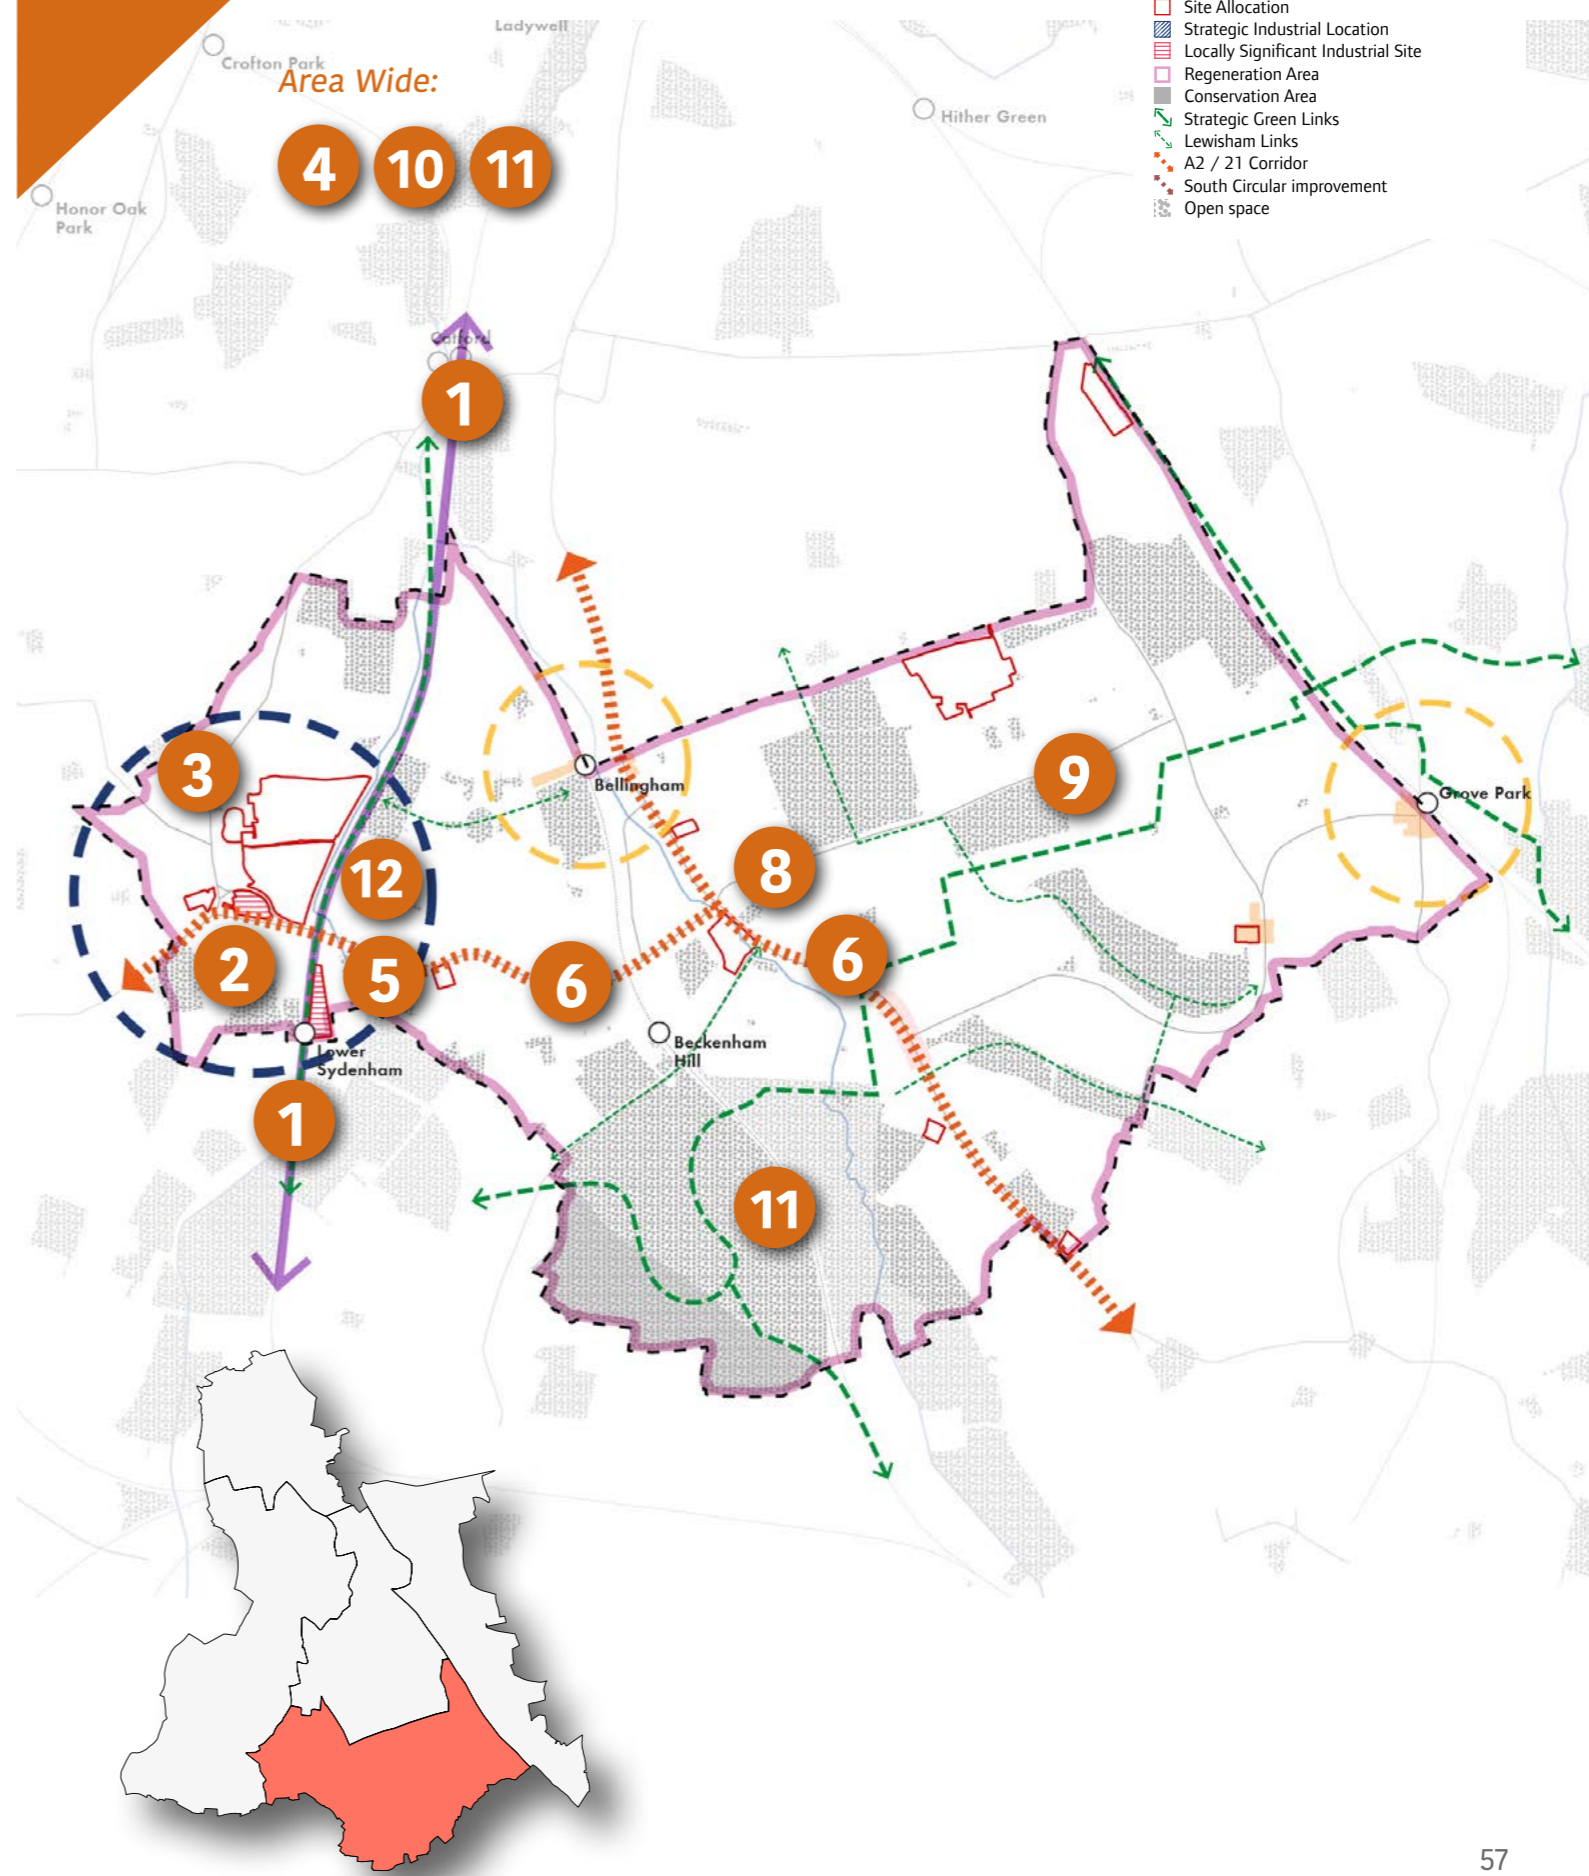 Site Allocation
Strategic Industrial Location
Locally Significant Industrial Site
Regeneration Area
Conservation Area
Strategic Green Links
Lewisham Links
A2 / 21 Corridor
South Circular improvement
Open space
Ladywell
Crofton Park
Area Wide:
4 10 11
Hither Green
Honor Oak
Park
Catford
1
3
Bellingham
9
Grove Park
12
8
2
5
6
6
Lower
Sydenham
Beckenham
Hill
1
11
57